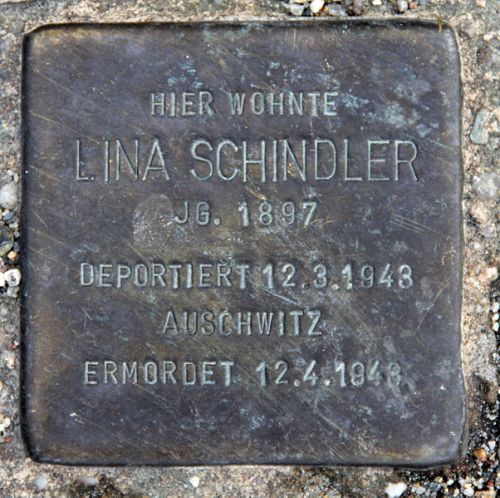 HIER WOHNTE
LINA SCHINDLER
JG. 1897
DEPORTIERT 12.3.1943
AUSCHWITZ
ERMORDET 12.4.1943